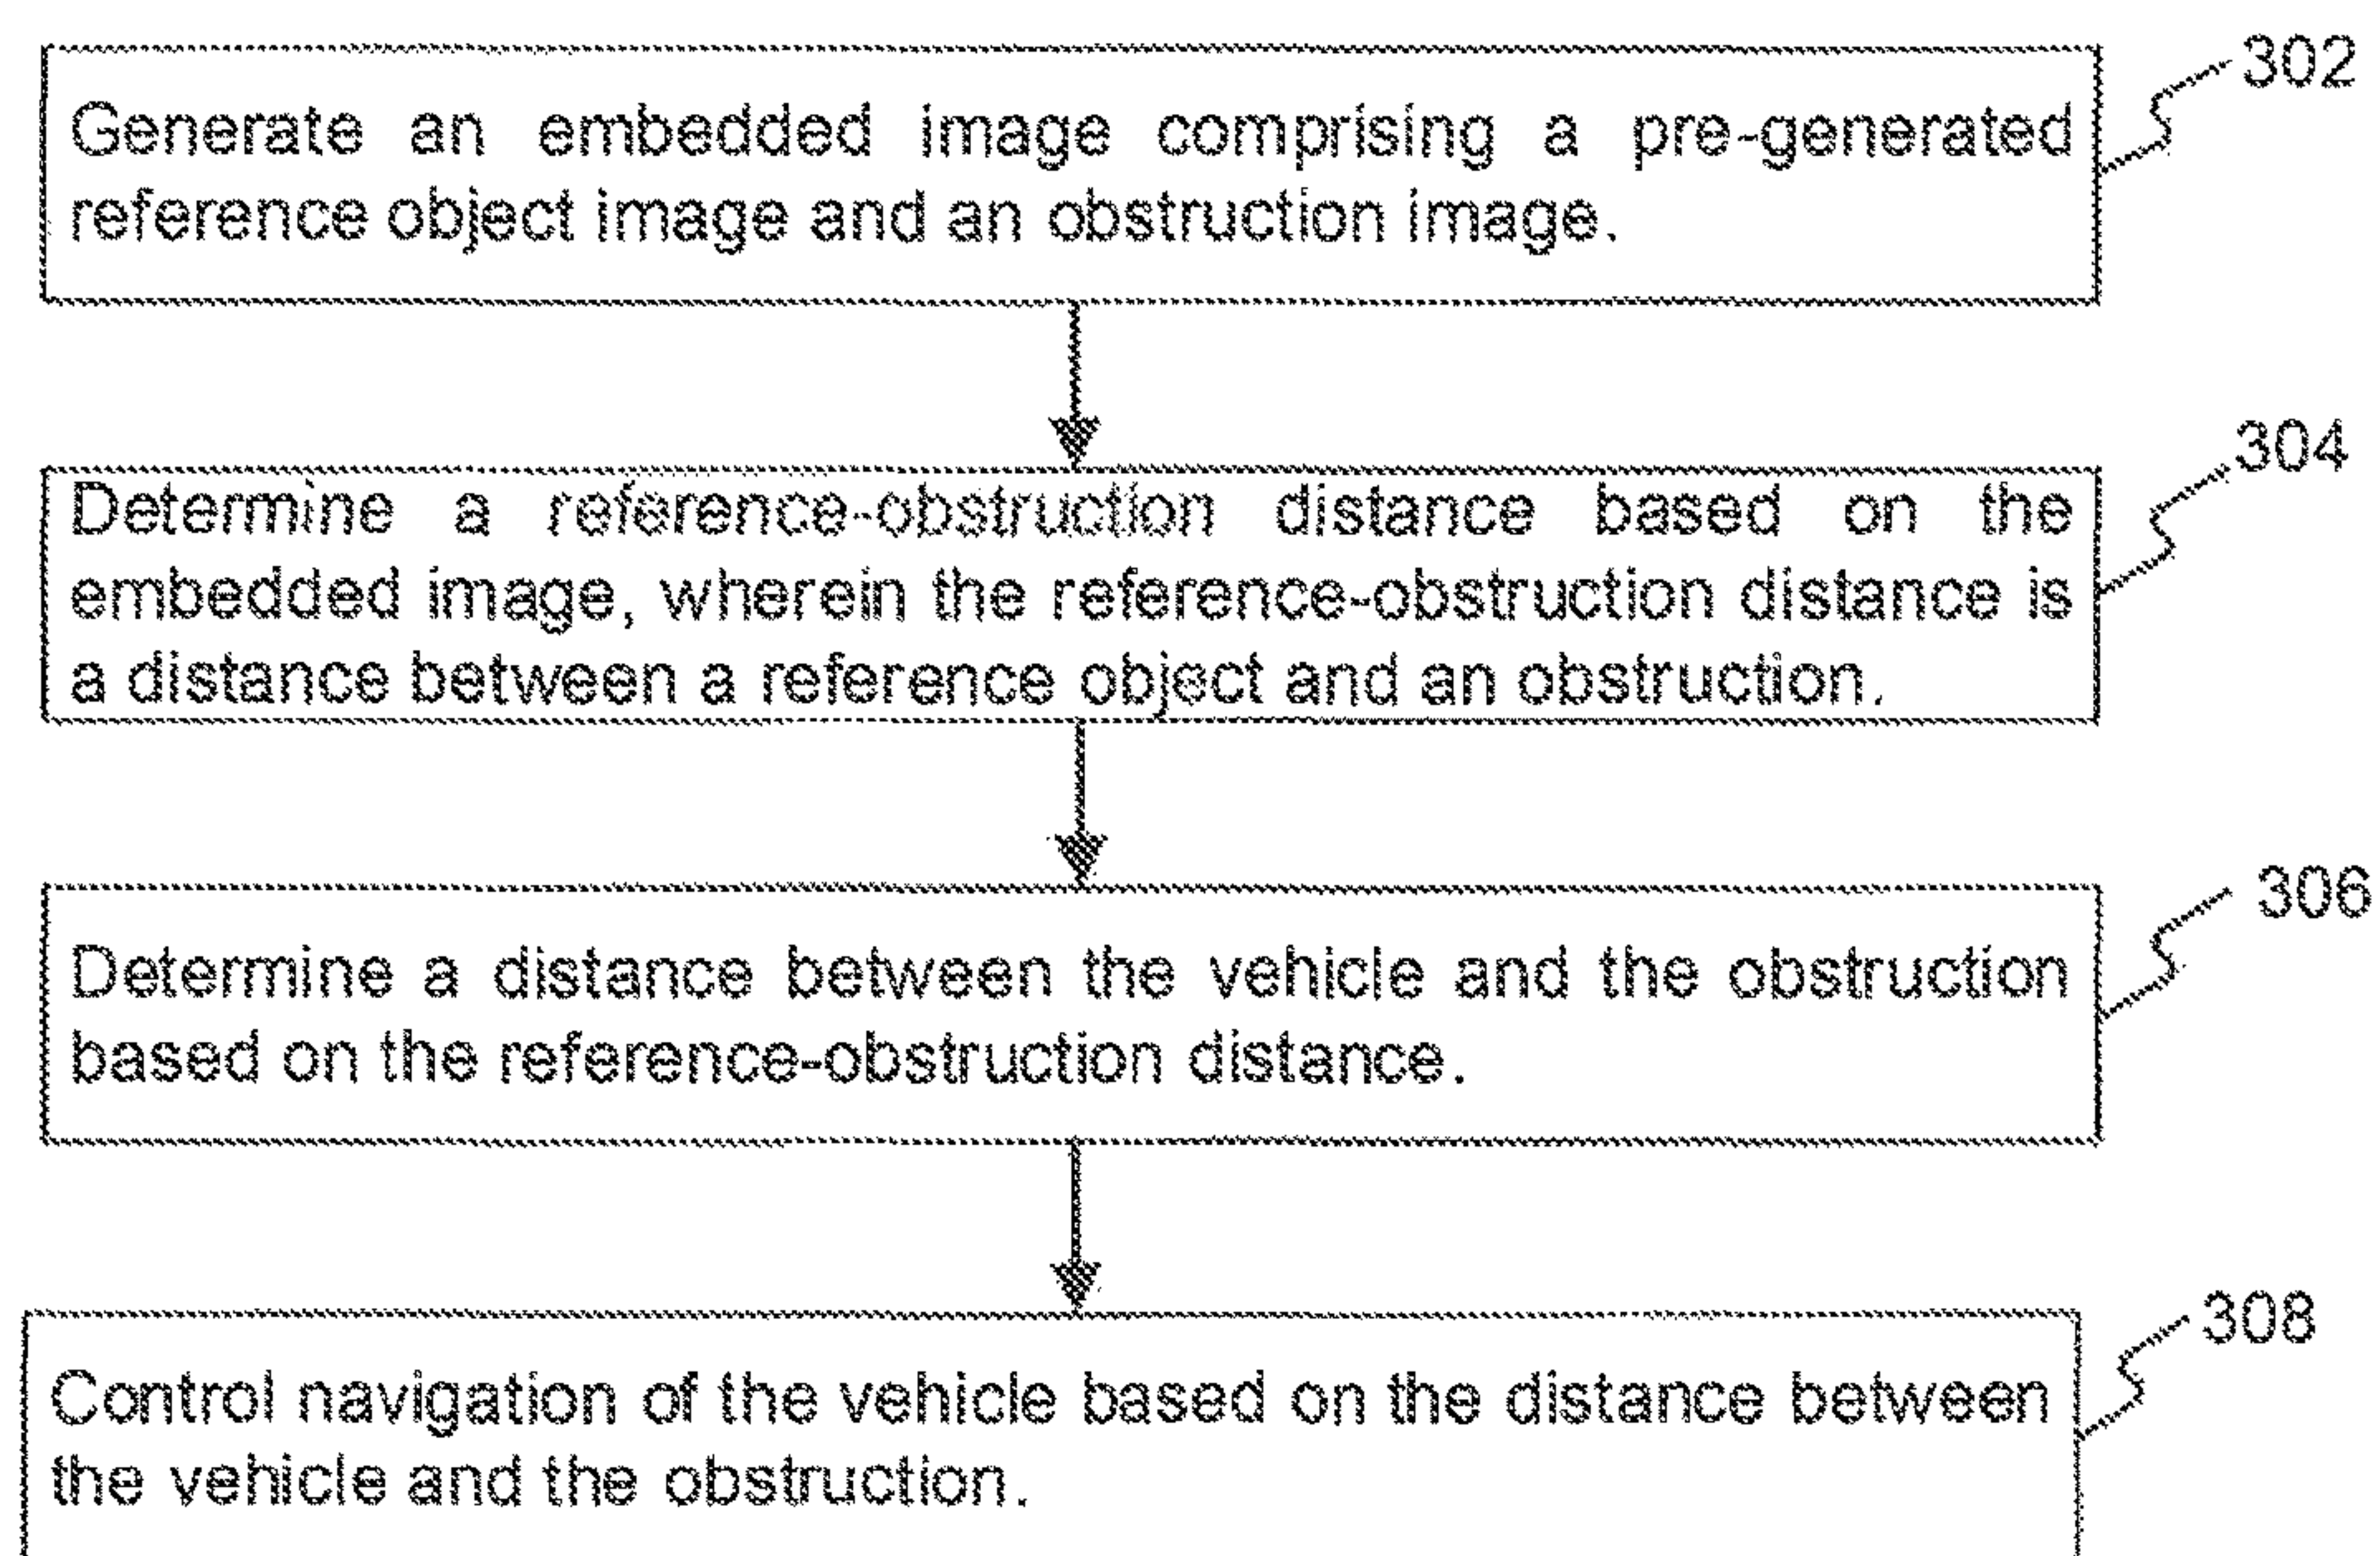 302
Generate an embedded image comprising a pre-generated
reference object image and an obstruction image.
304
Determine a reference-obstruction distance based on the
embedded image, wherein the reference-obstruction distance is
a distance between a reference object and an obstruction.
306
Determine a distance between the vehicle and the obstruction
based on the reference-obstruction distance.
308
Control navigation of the vehicle based on the distance between
the vehicle and the obstruction.